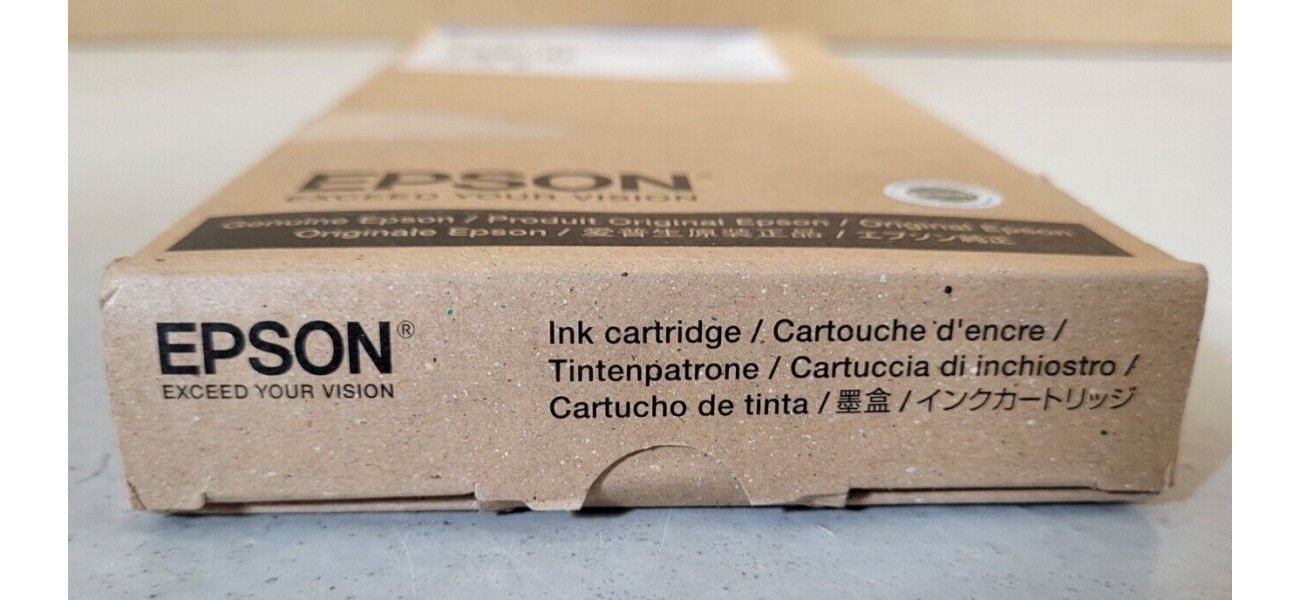 EPSON
EXCEED YOUR VISION
Genuine Epson / Produit Original Epson / Original Epson
Originale Epson / 爱普生原装正品 / エプソン純正
EPSON®
EXCEED YOUR VISION
Ink cartridge / Cartouche d'encre /
Tintenpatrone / Cartuccia di inchiostro /
Cartucho de tinta / 墨盒 / インクカートリッジ